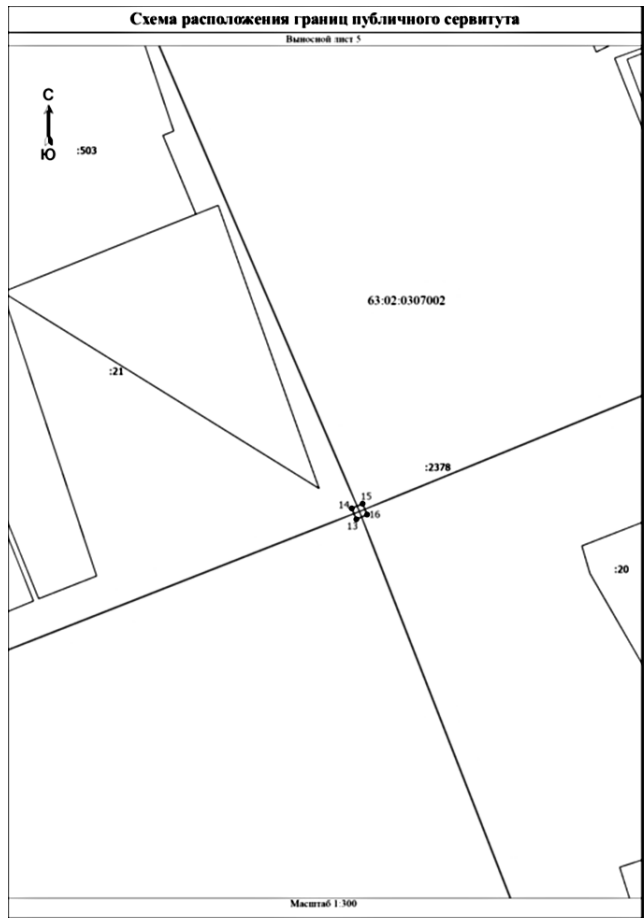 Схема расположения границ публичного сервитута
Выносной лист 5
С
Ю
:503
63:02:0307002
:21
:2378
15
14
16
13
:20
Масштаб 1:300